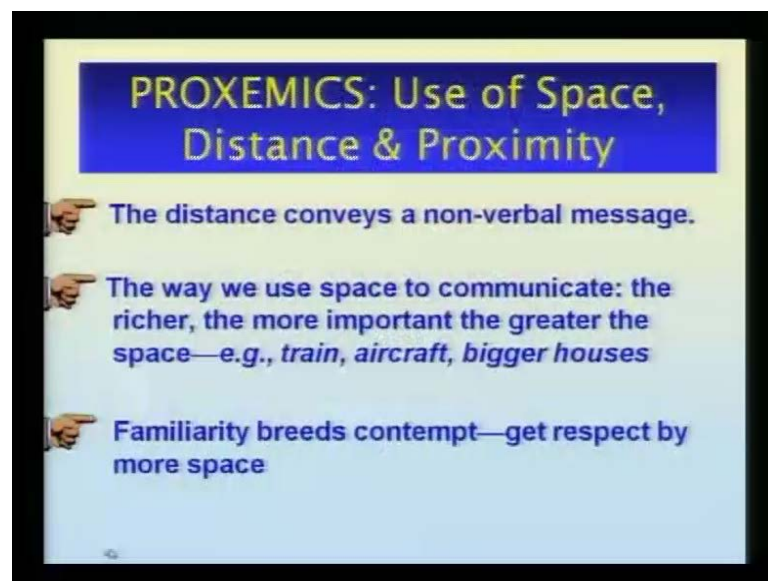 PROXEMICS: Use of Space,
Distance & Proximity
The distance conveys a non-verbal message.
The way we use space to communicate: the
richer, the more important the greater the
space—e.g., train, aircraft, bigger houses
Familiarity breeds contempt—get respect by
more space